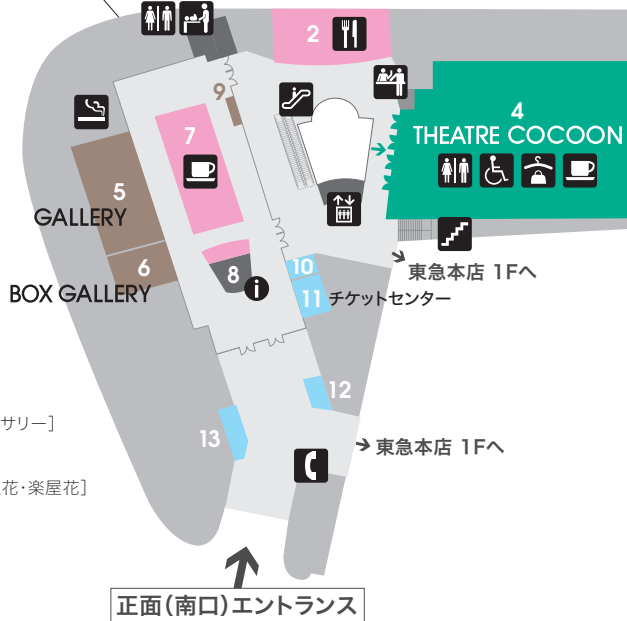 2
9
4
THEATRE COCOON
7
5
GALLERY
6
BOX GALLERY
8
i
10
11 チケットセンター
東急本店 1Fへ
12
サリー]
13
東急本店 1Fへ
花・楽屋花]
正面(南口)エントランス